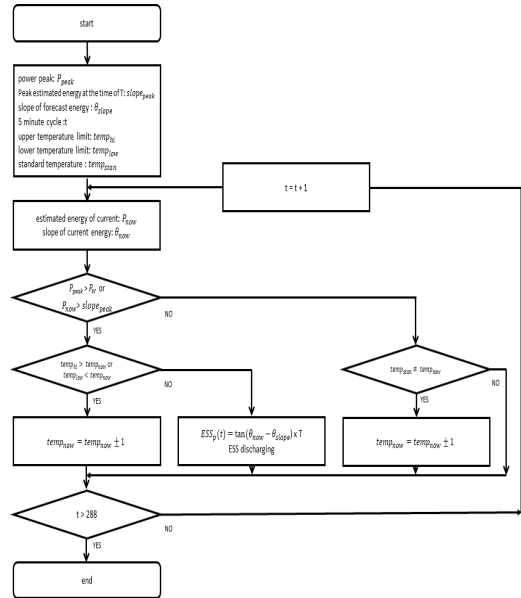 start
power peak: P_peak
Peak estimated energy at the time of T: slope_peak
slope of forecast energy : θ_slope
5 minute cycle :t
upper temperature limit: temp_hi
lower temperature limit: temp_low
standard temperature : temp_stan
t = t + 1
estimated energy of current: P_now
slope of current energy: θ_now
P_peak > P_tr or
P_now > slope_peak
NO
YES
temp_hi > temp_now or
temp_low < temp_now
NO
YES
temp_stan ≠ temp_now
NO
YES
temp_now = temp_now ± 1
ESS_p(t) = tan(θ_now − θ_slope) x T
ESS discharging
temp_now = temp_now ± 1
t > 288
NO
YES
end